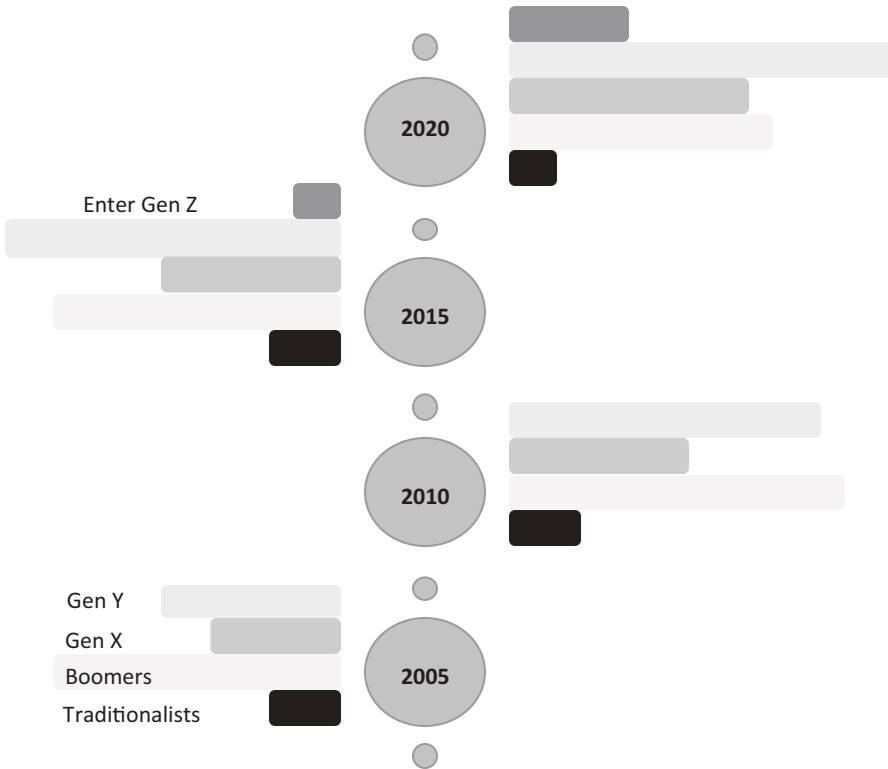 2020
Enter Gen Z
2015
2010
Gen Y
Gen X
Boomers
2005
Traditionalists